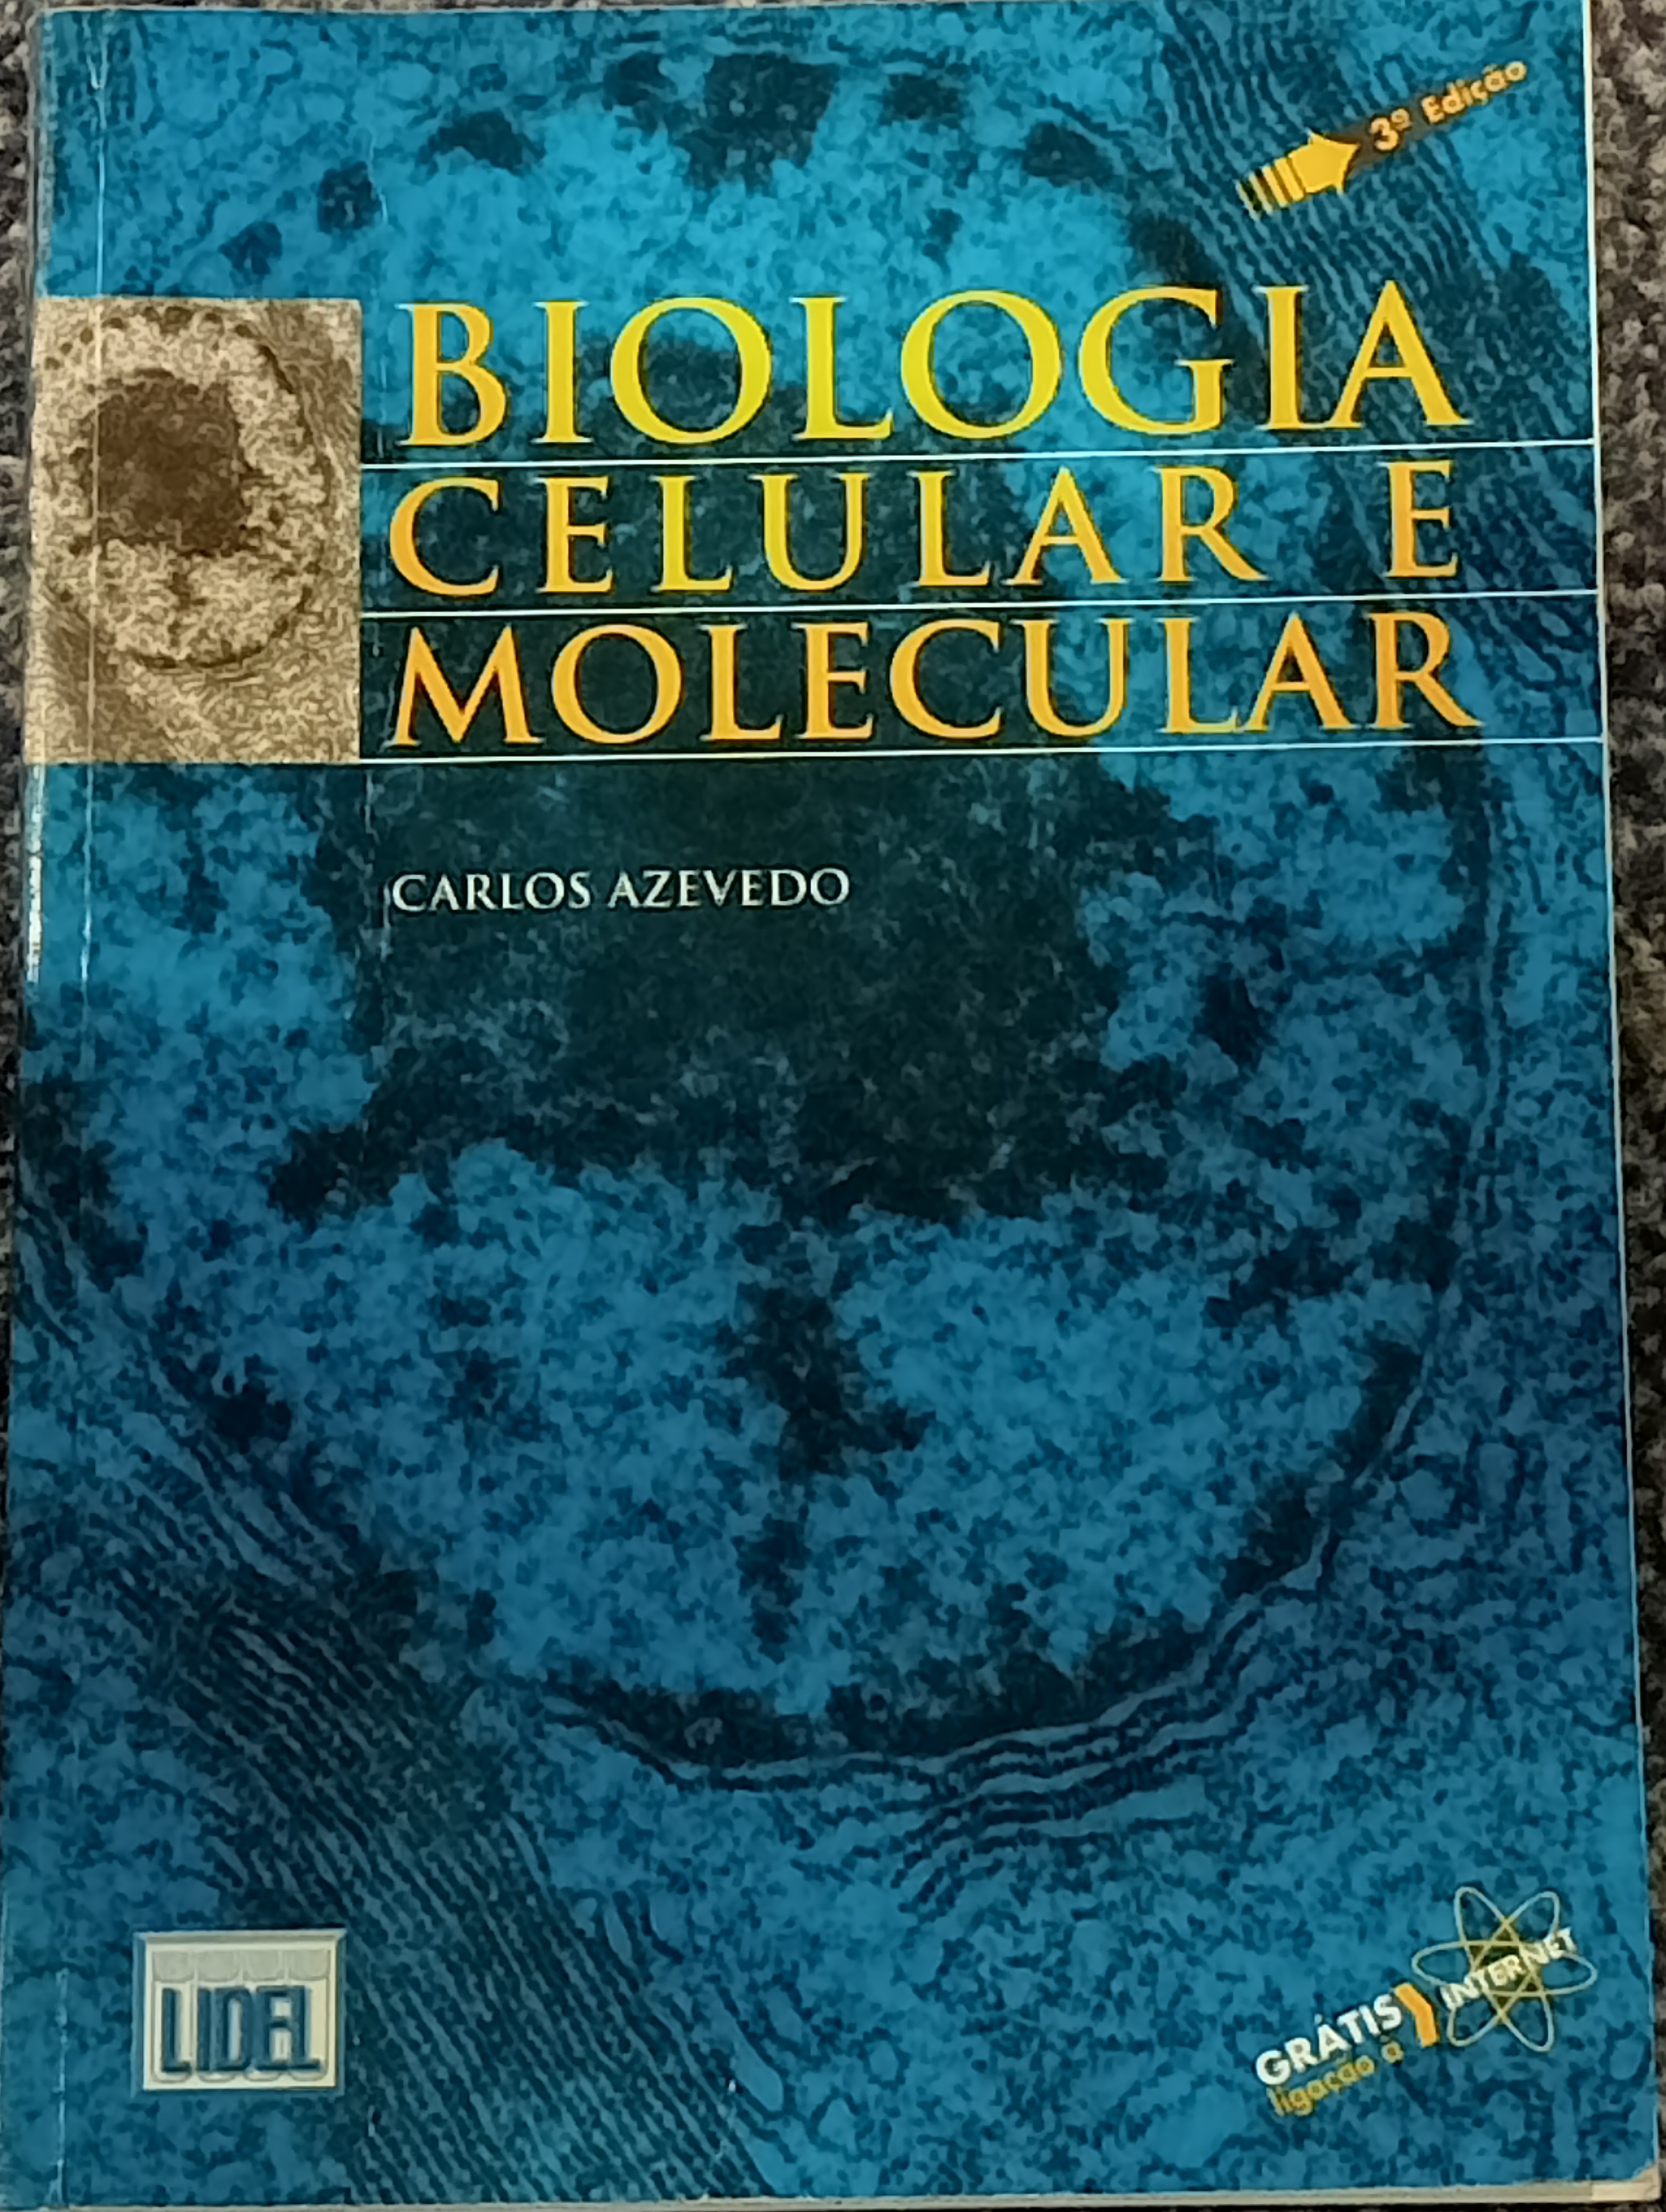 3ª Edição
BIOLOGIA
CELULAR E
MOLECULAR
CARLOS AZEVEDO
LIDEL
GRÁTIS INTERNET
ligação à